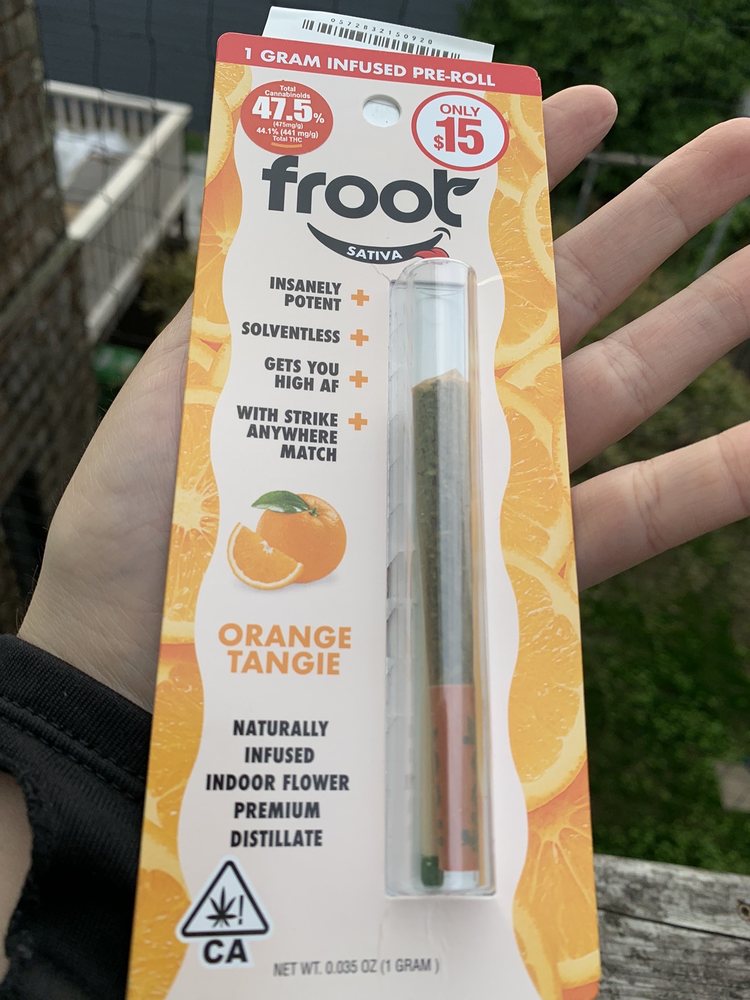 0572832150920
1 GRAM INFUSED PRE-ROLL
Total
Cannabinoids
47.5%
(475mg/g)
44.1% (441 mg/g)
Total THC
ONLY
$15
froot
SATIVA
INSANELY
POTENT +
SOLVENTLESS +
GETS YOU
HIGH AF +
WITH STRIKE +
ANYWHERE
MATCH
ORANGE
TANGIE
NATURALLY
INFUSED
INDOOR FLOWER
PREMIUM
DISTILLATE
!
CA
NET WT. 0.035 OZ (1 GRAM)